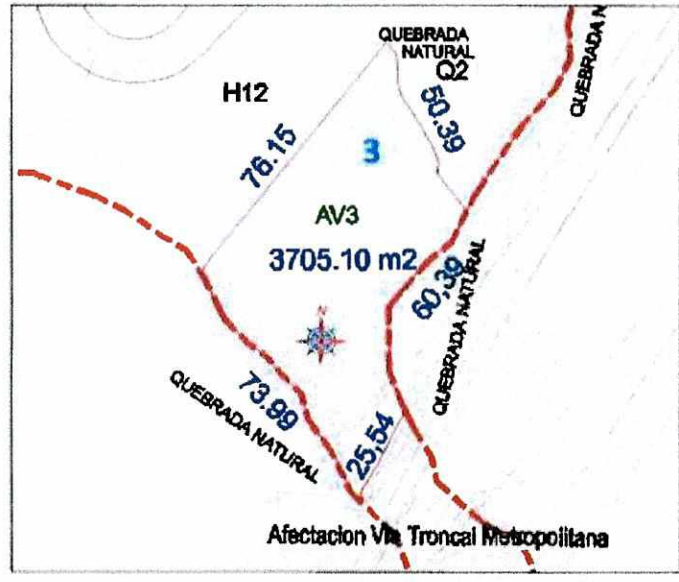 QUEBRADA
NATURAL
Q2
QUEBRADA N
H12
50.39
76.15
3
AV3
3705.10 m2
N
60,39
QUEBRADA NATURAL
73.99
QUEBRADA NATURAL
25,54
Afectacion Via Troncal Metropolitana